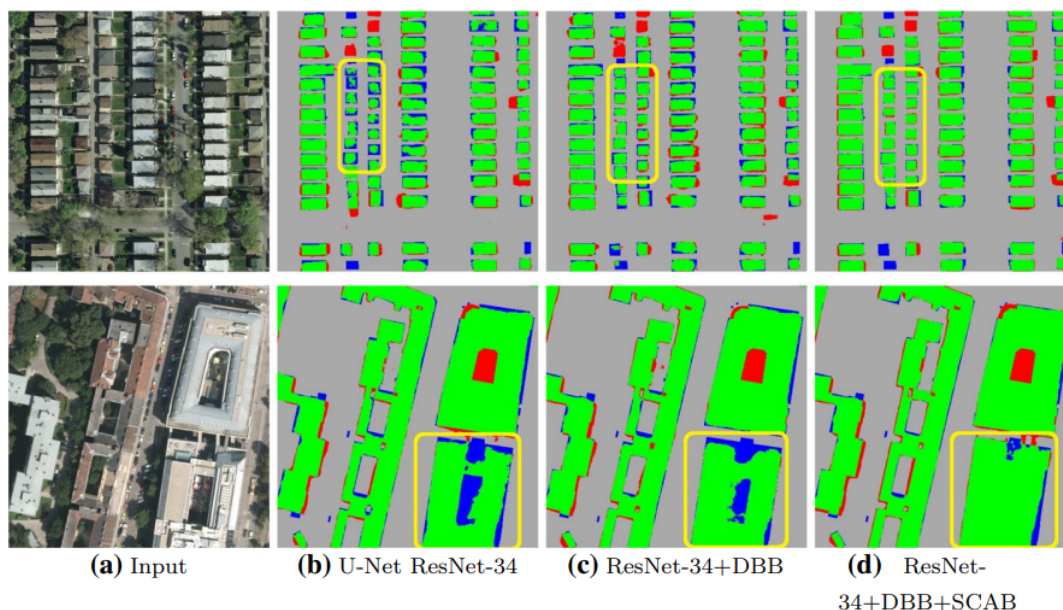 (a) Input
(b) U-Net ResNet-34
(c) ResNet-34+DBB
(d) ResNet-
34+DBB+SCAB